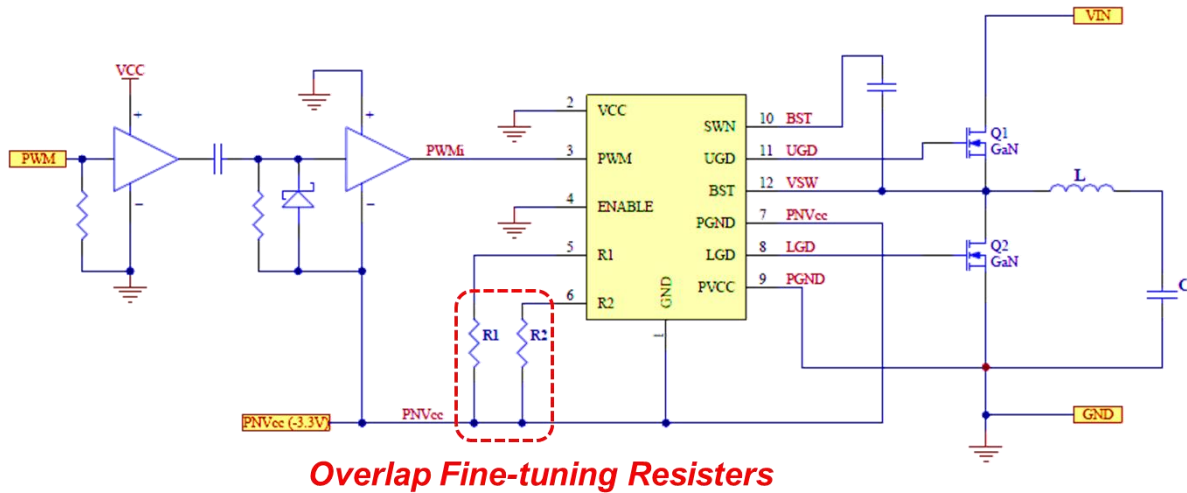 VIN
VCC
+
+
2
VCC
SWN
10
BST
Q1
GaN
PWM
PWMi
3
PWM
UGD
11
UGD
L
−
−
4
ENABLE
BST
12
VSW
PGND
7
PNVcc
5
R1
LGD
8
LGD
Q2
GaN
6
R2
GND
PVCC
9
PGND
C
1
R1
R2
PNVcc (-3.3V)
PNVcc
GND
Overlap Fine-tuning Resisters